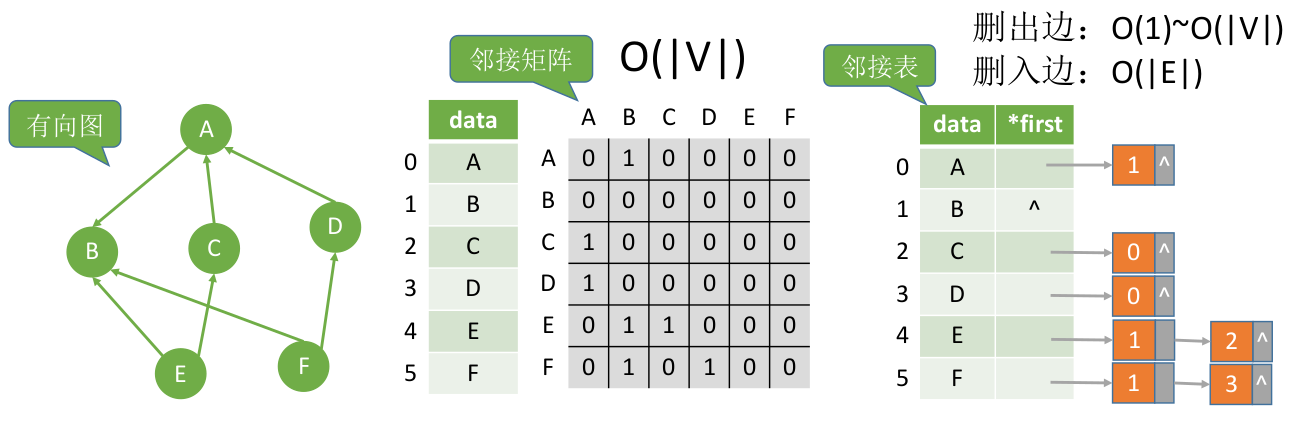 删出边：O(1)~O(|V|)
删入边：O(|E|)
邻接矩阵 O(|V|)
邻接表
有向图
A
B C D
E F
data
0 A
1 B
2 C
3 D
4 E
5 F
A B C D E F
A 0 1 0 0 0 0
B 0 0 0 0 0 0
C 1 0 0 0 0 0
D 1 0 0 0 0 0
E 0 1 1 0 0 0
F 0 1 0 1 0 0
data *first
0 A 1 ^
1 B ^
2 C 0 ^
3 D 0 ^
4 E 1 2 ^
5 F 1 3 ^